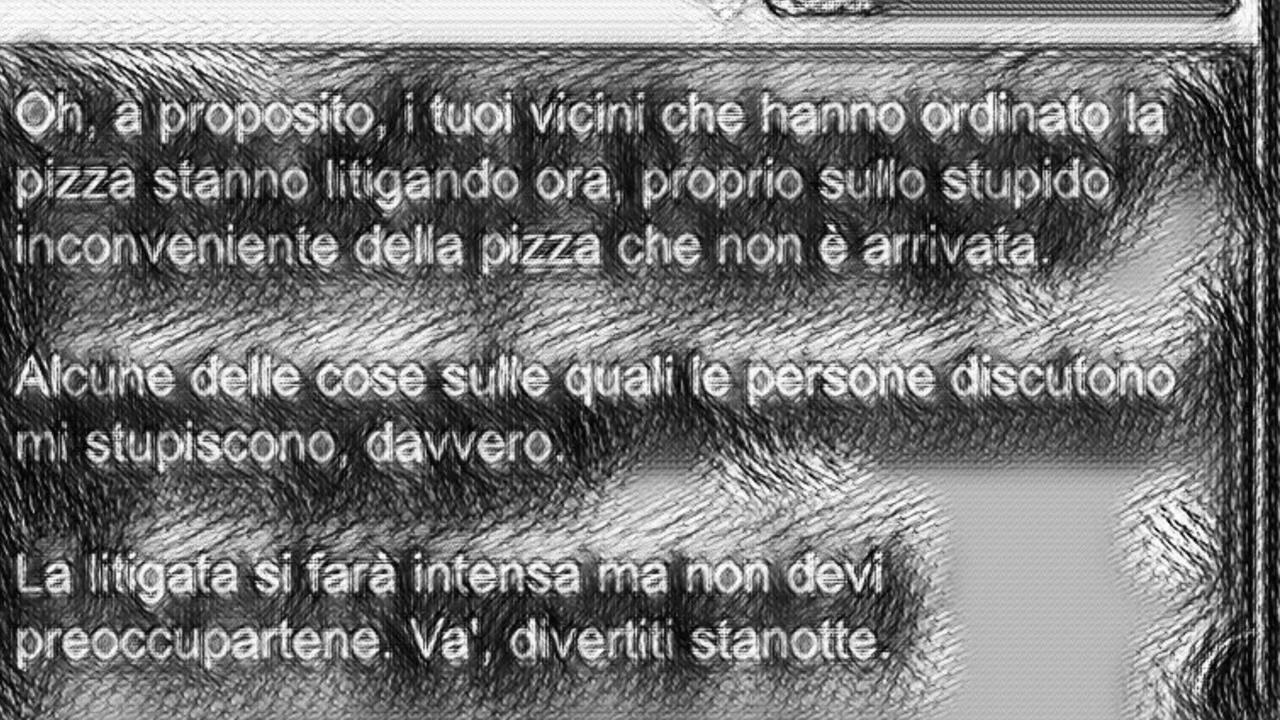 Oh, a proposito, i tuoi vicini che hanno ordinato la
pizza stanno litigando ora, proprio sullo stupido
inconveniente della pizza che non è arrivata.
Alcune delle cose sulle quali le persone discutono
mi stupiscono, davvero.
La litigata si farà intensa ma non devi
preoccupartene. Va', divertiti stanotte.